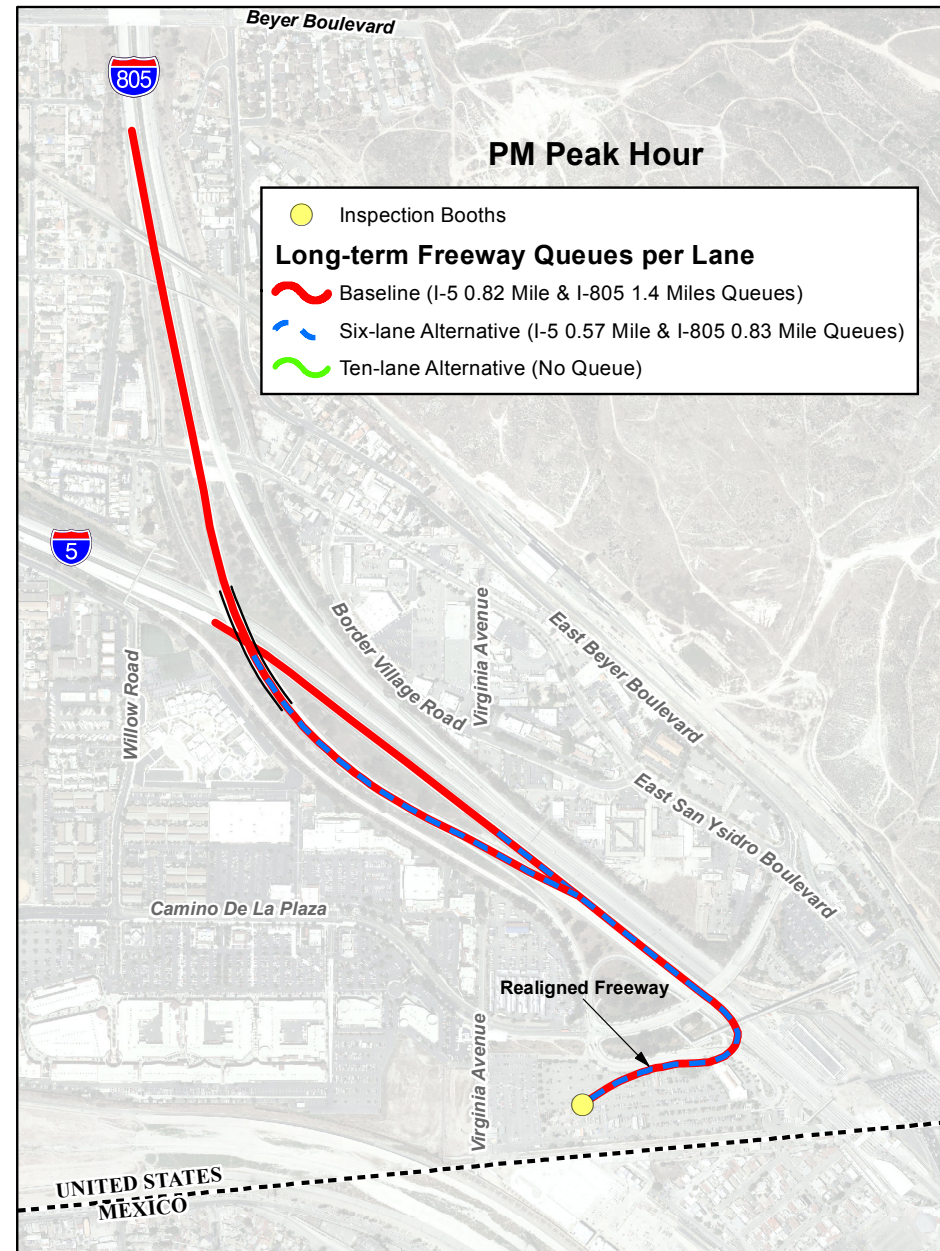 Beyer Boulevard
805
PM Peak Hour
Inspection Booths
Long-term Freeway Queues per Lane
Baseline (I-5 0.82 Mile & I-805 1.4 Miles Queues)
Six-lane Alternative (I-5 0.57 Mile & I-805 0.83 Mile Queues)
Ten-lane Alternative (No Queue)
5
Willow Road
Border Village Road
Virginia Avenue
East Beyer Boulevard
East San Ysidro Boulevard
Camino De La Plaza
Realigned Freeway
Virginia Avenue
UNITED STATES
MEXICO